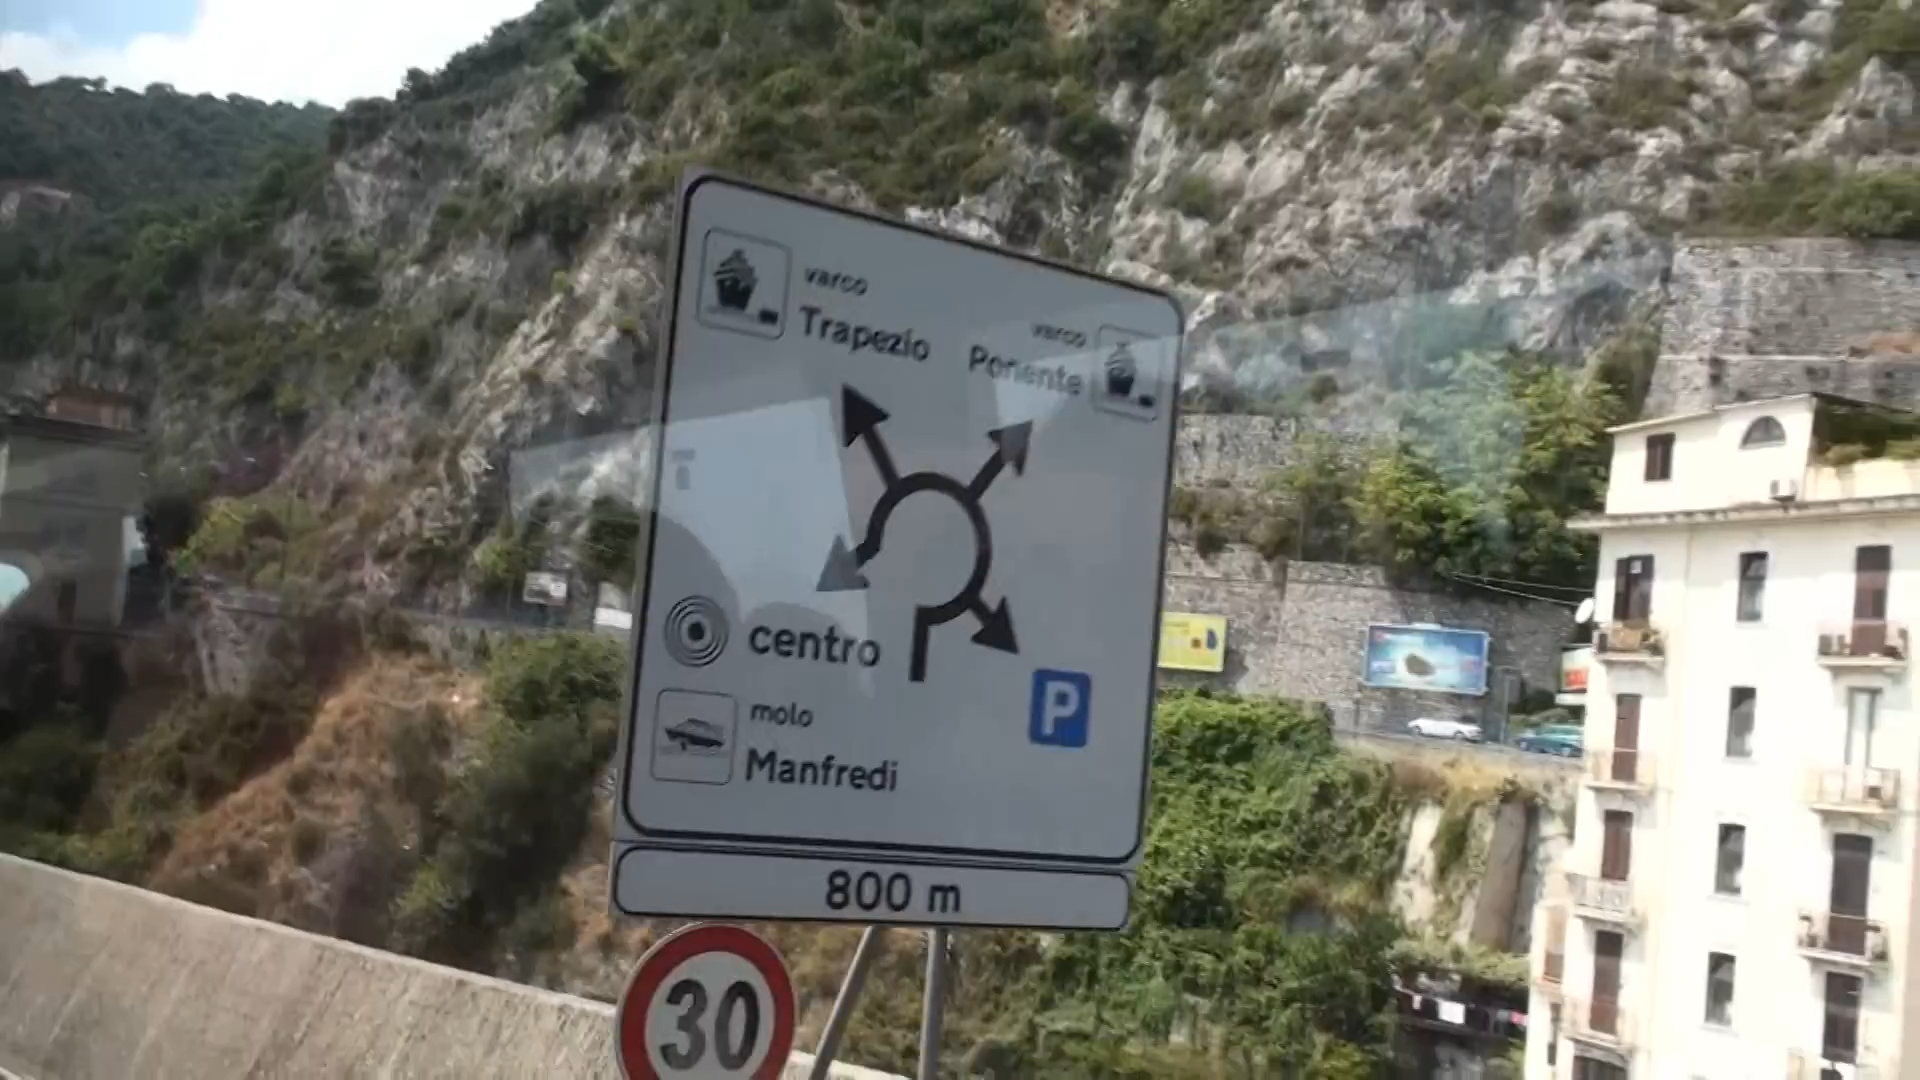 varco
Trapezio
varco
Ponente
centro
P
molo
Manfredi
800 m
30